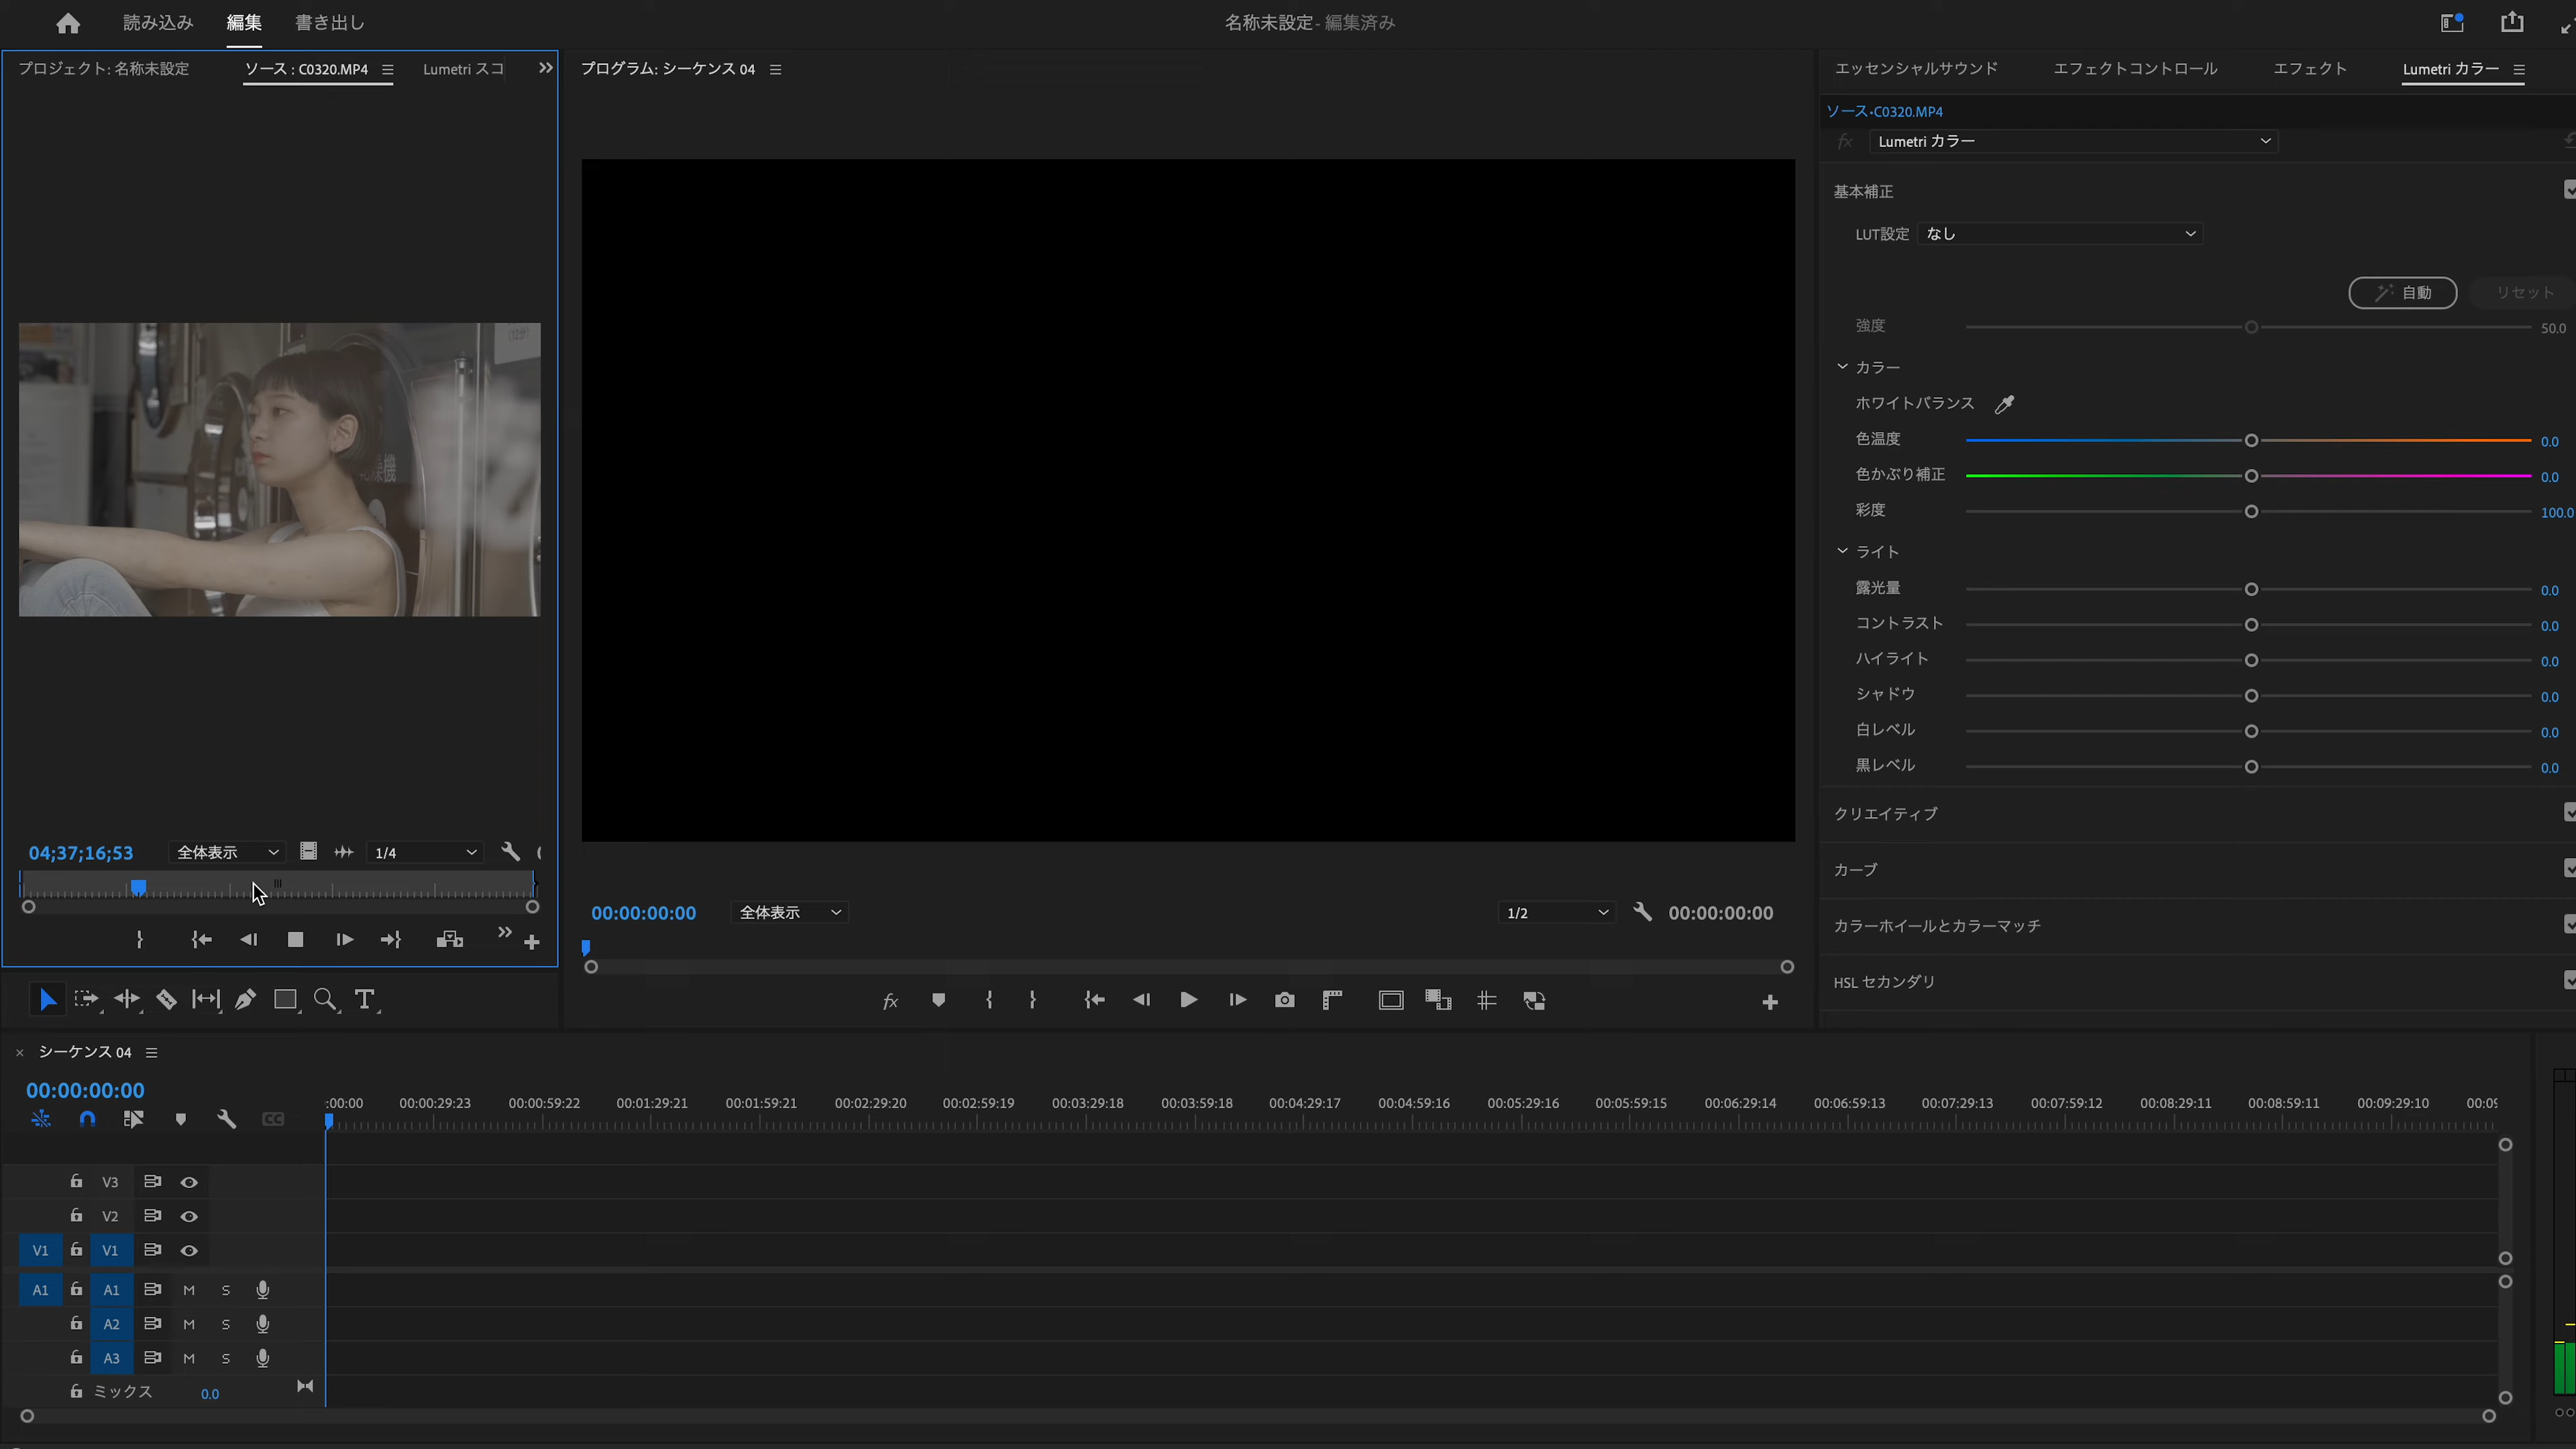 読み込み 編集 書き出し 名称未設定 - 編集済み
プロジェクト: 名称未設定 ソース : C0320.MP4 Lumetri スコ
プログラム: シーケンス 04
エッセンシャルサウンド エフェクトコントロール エフェクト Lumetri カラー
ソース・C0320.MP4
fx Lumetri カラー
基本補正
LUT設定 なし
自動 リセット
強度 50.0
カラー
ホワイトバランス
色温度 0.0
色かぶり補正 0.0
彩度 100.0
ライト
露光量 0.0
コントラスト 0.0
ハイライト 0.0
シャドウ 0.0
白レベル 0.0
黒レベル 0.0
クリエイティブ
カーブ
カラーホイールとカラーマッチ
HSL セカンダリ
燥機
04;37;16;53 全体表示 1/4
00:00:00:00 全体表示 1/2 00:00:00:00
fx
シーケンス 04
00:00:00:00
:00:00 00:00:29:23 00:00:59:22 00:01:29:21 00:01:59:21 00:02:29:20 00:02:59:19 00:03:29:18 00:03:59:18 00:04:29:17 00:04:59:16 00:05:29:16 00:05:59:15 00:06:29:14 00:06:59:13 00:07:29:13 00:07:59:12 00:08:29:11 00:08:59:11 00:09:29:10 00:09
CC
V3
V2
V1 V1
A1 A1 M S
A2 M S
A3 M S
ミックス 0.0